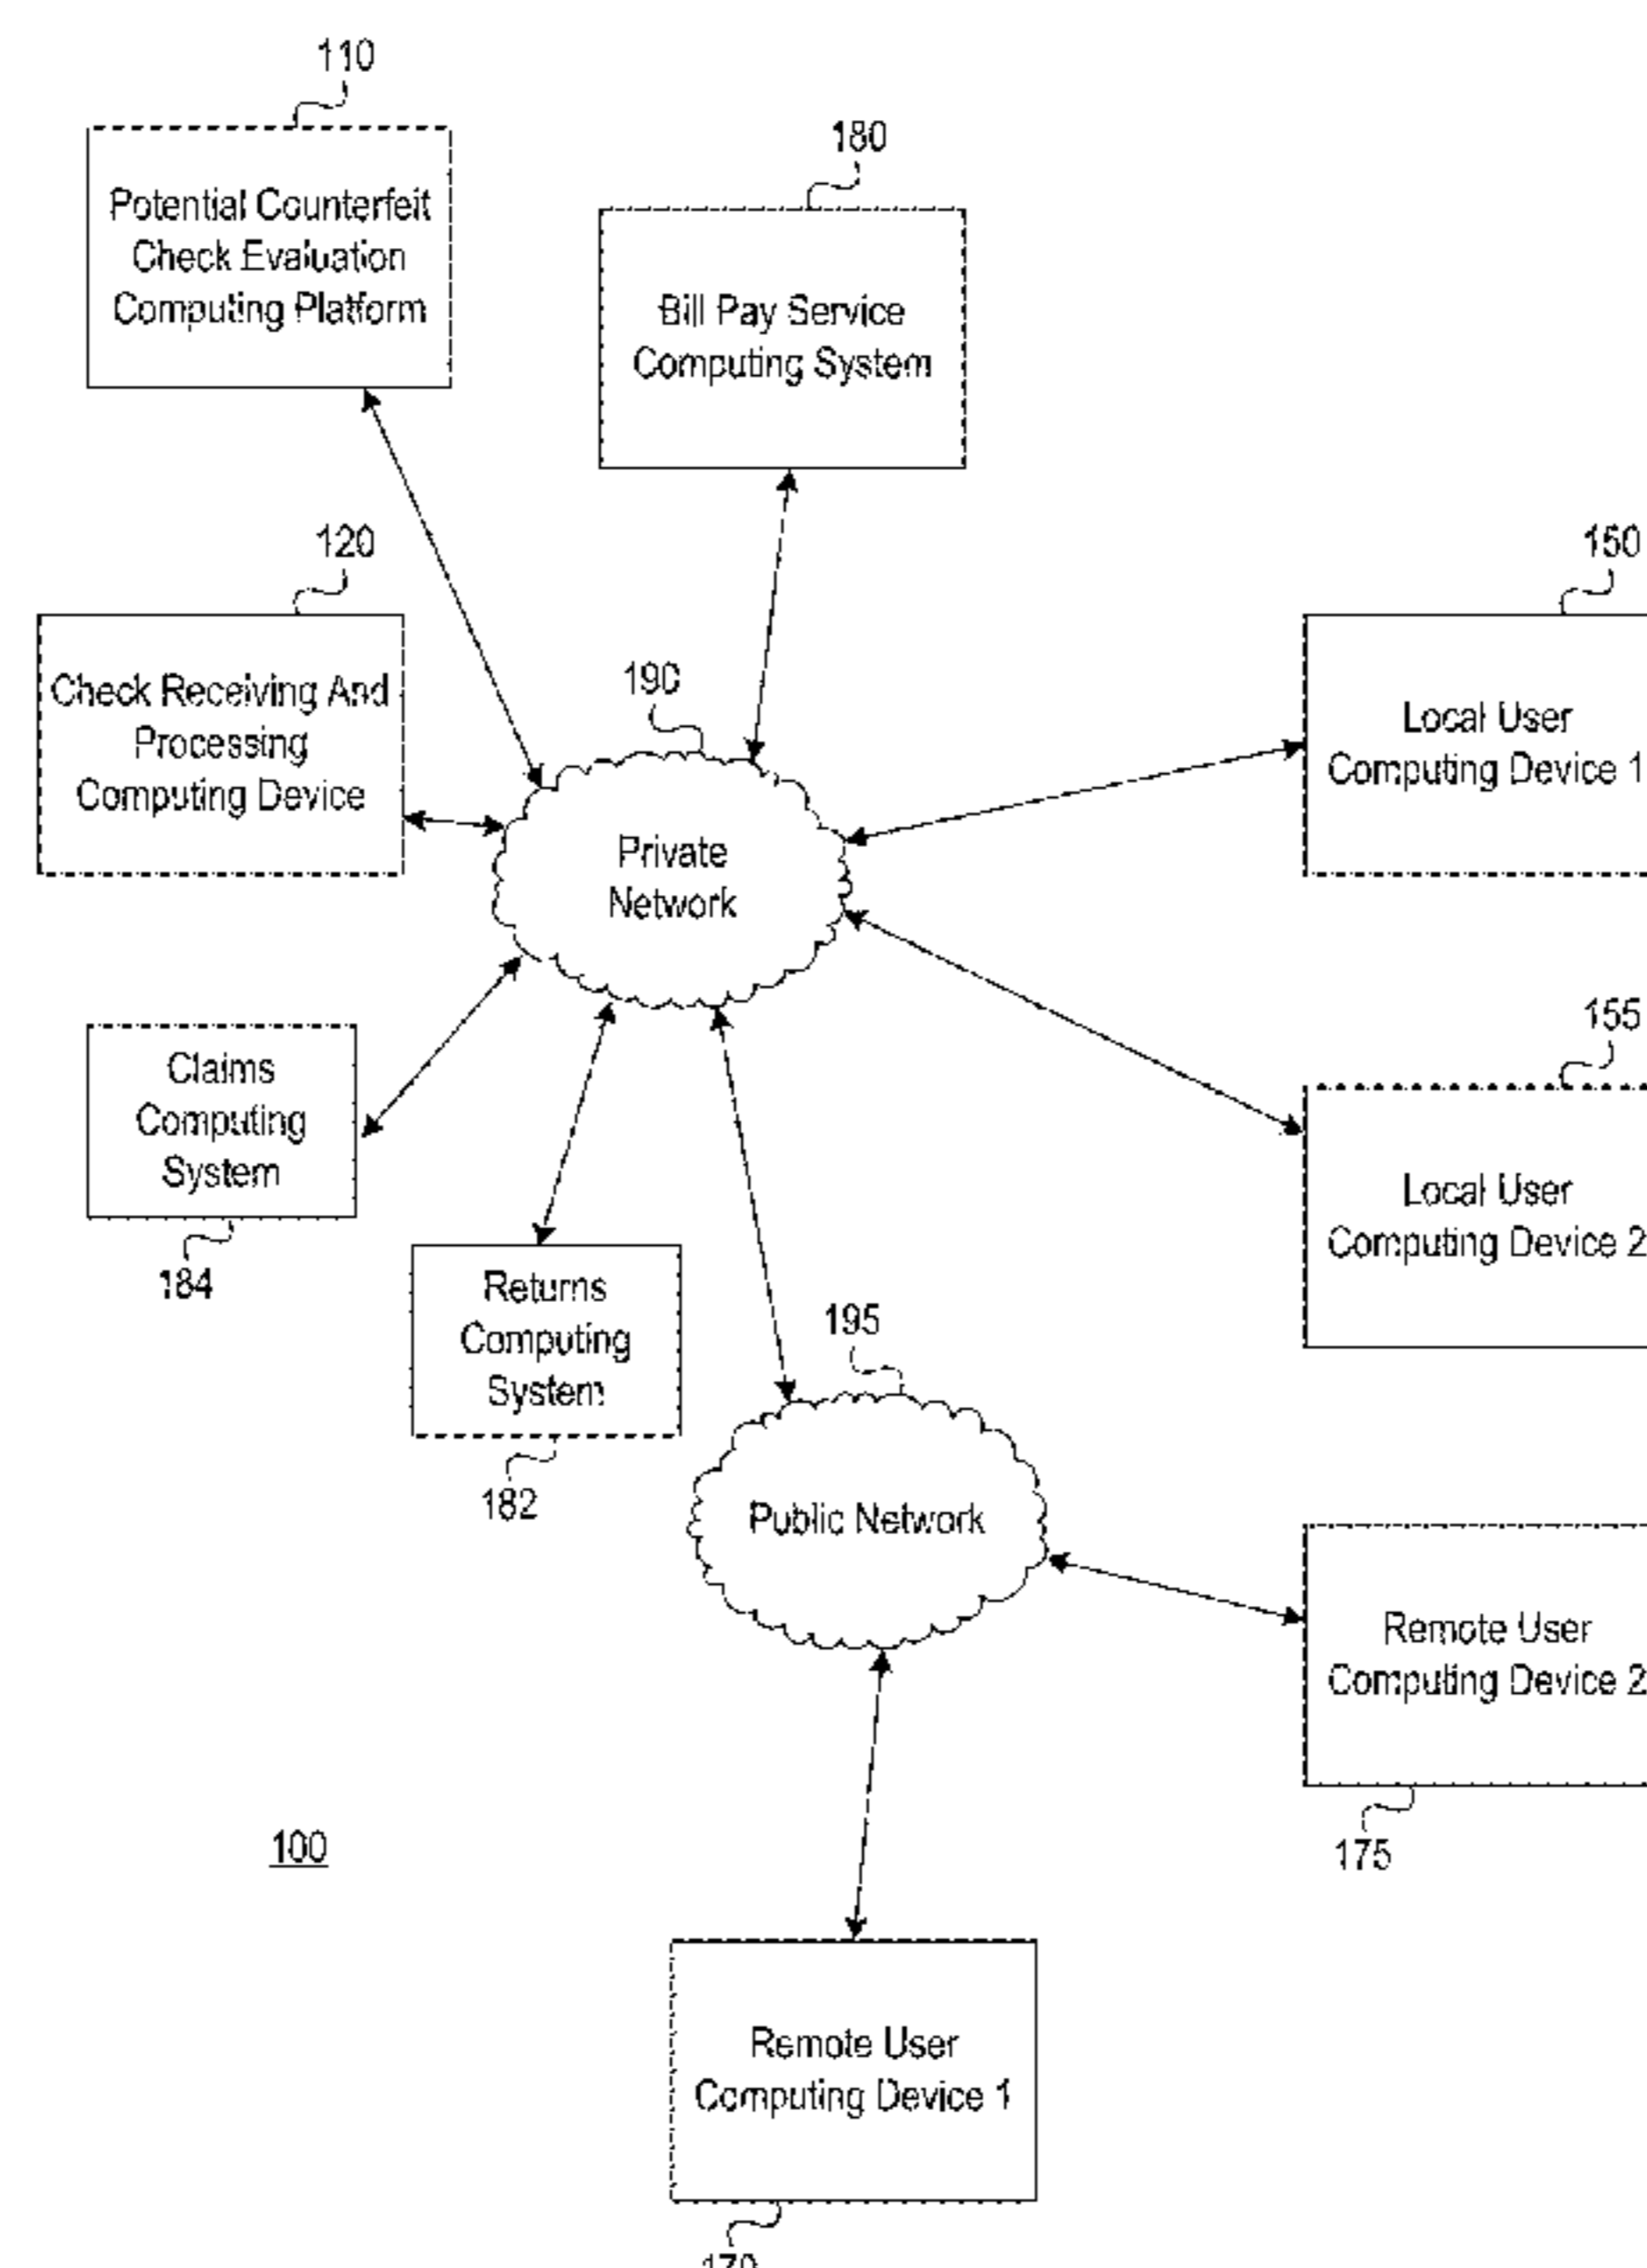 110
Potential Counterfeit
Check Evaluation
Computing Platform
180
Bill Pay Service
Computing System
120
Check Receiving And
Processing
Computing Device
190
Private
Network
150
Local User
Computing Device 1
155
Local User
Computing Device 2
Claims
Computing
System
184
Returns
Computing
System
182
195
Public Network
Remote User
Computing Device 2
175
100
Remote User
Computing Device 1
170